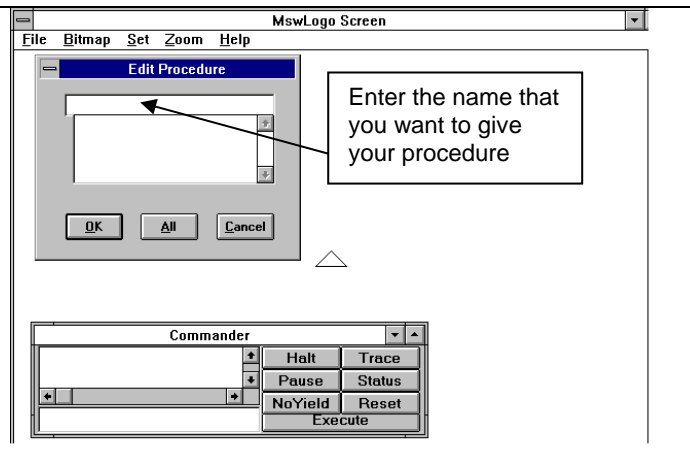 MswLogo Screen
File Bitmap Set Zoom Help
Edit Procedure
Enter the name that
you want to give
your procedure
OK All Cancel
Commander
Halt Trace
Pause Status
NoYield Reset
Execute